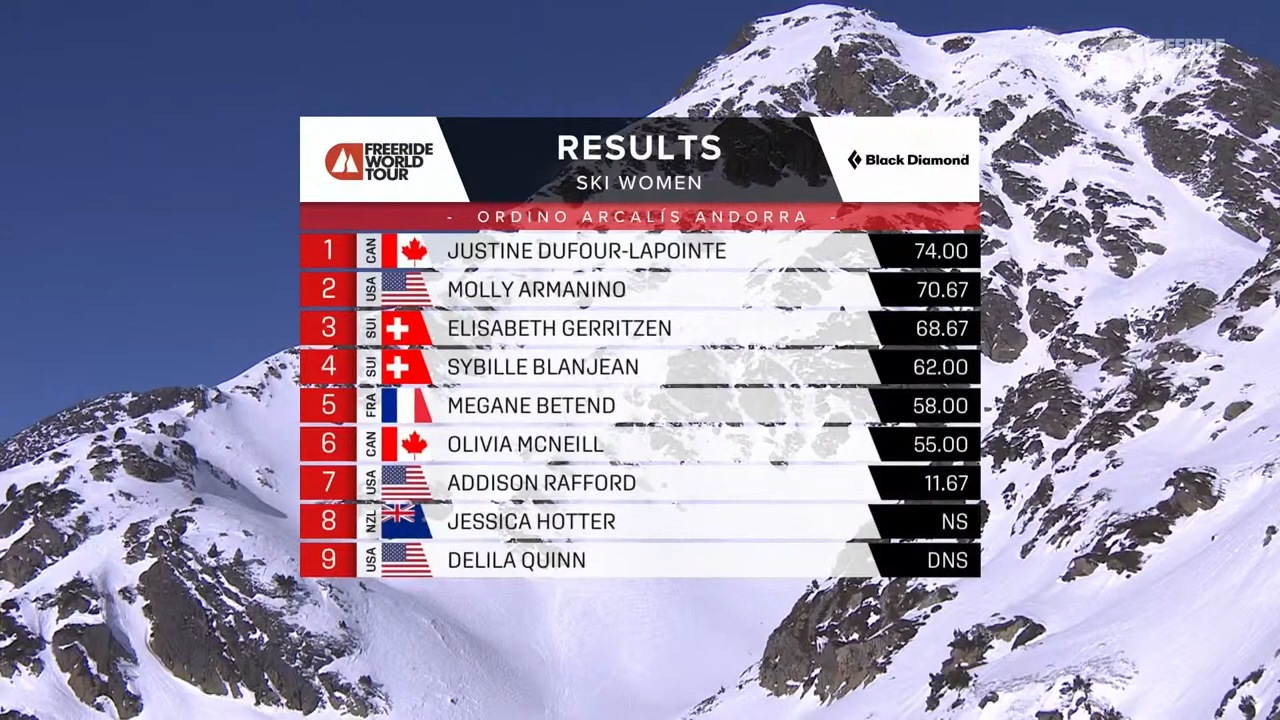 FREERIDE
FREERIDE
WORLD
TOUR
RESULTS
SKI WOMEN
Black Diamond
- ORDINO ARCALÍS ANDORRA -
1 CAN JUSTINE DUFOUR-LAPOINTE 74.00
2 USA MOLLY ARMANINO 70.67
3 SUI ELISABETH GERRITZEN 68.67
4 SUI SYBILLE BLANJEAN 62.00
5 FRA MEGANE BETEND 58.00
6 CAN OLIVIA MCNEILL 55.00
7 USA ADDISON RAFFORD 11.67
8 NZL JESSICA HOTTER NS
9 USA DELILA QUINN DNS